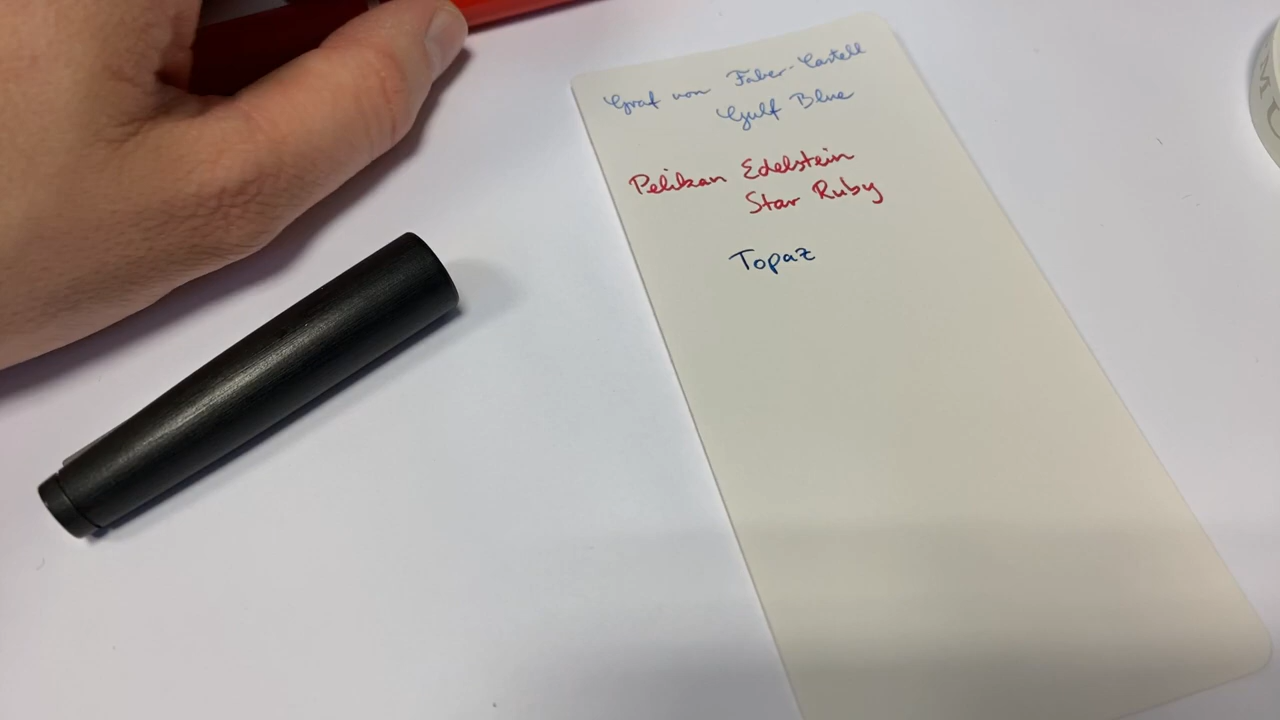 Graf von Faber-Castell
Gulf Blue
Pelikan Edelstein
Star Ruby
Topaz